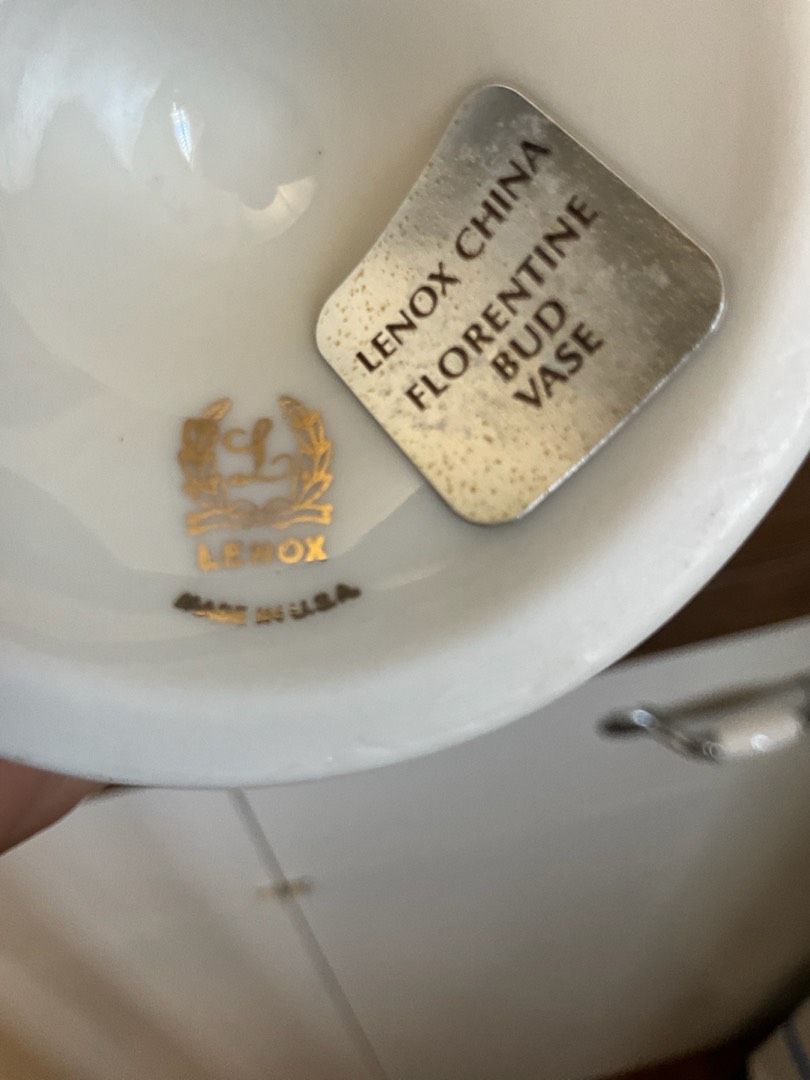 LENOX CHINA
FLORENTINE
BUD
VASE
L
LENOX
MADE IN U.S.A.